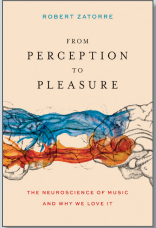 ROBERT ZATORRE
FROM
PERCEPTION
TO
PLEASURE
THE NEUROSCIENCE OF MUSIC
AND WHY WE LOVE IT